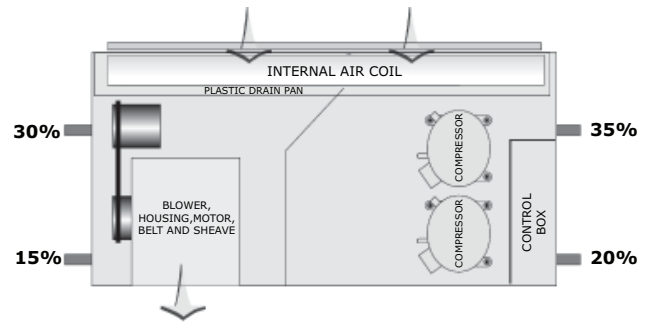 INTERNAL AIR COIL
PLASTIC DRAIN PAN
30%
35%
COMPRESSOR
BLOWER,
HOUSING,MOTOR,
BELT AND SHEAVE
COMPRESSOR
CONTROL
BOX
15%
20%